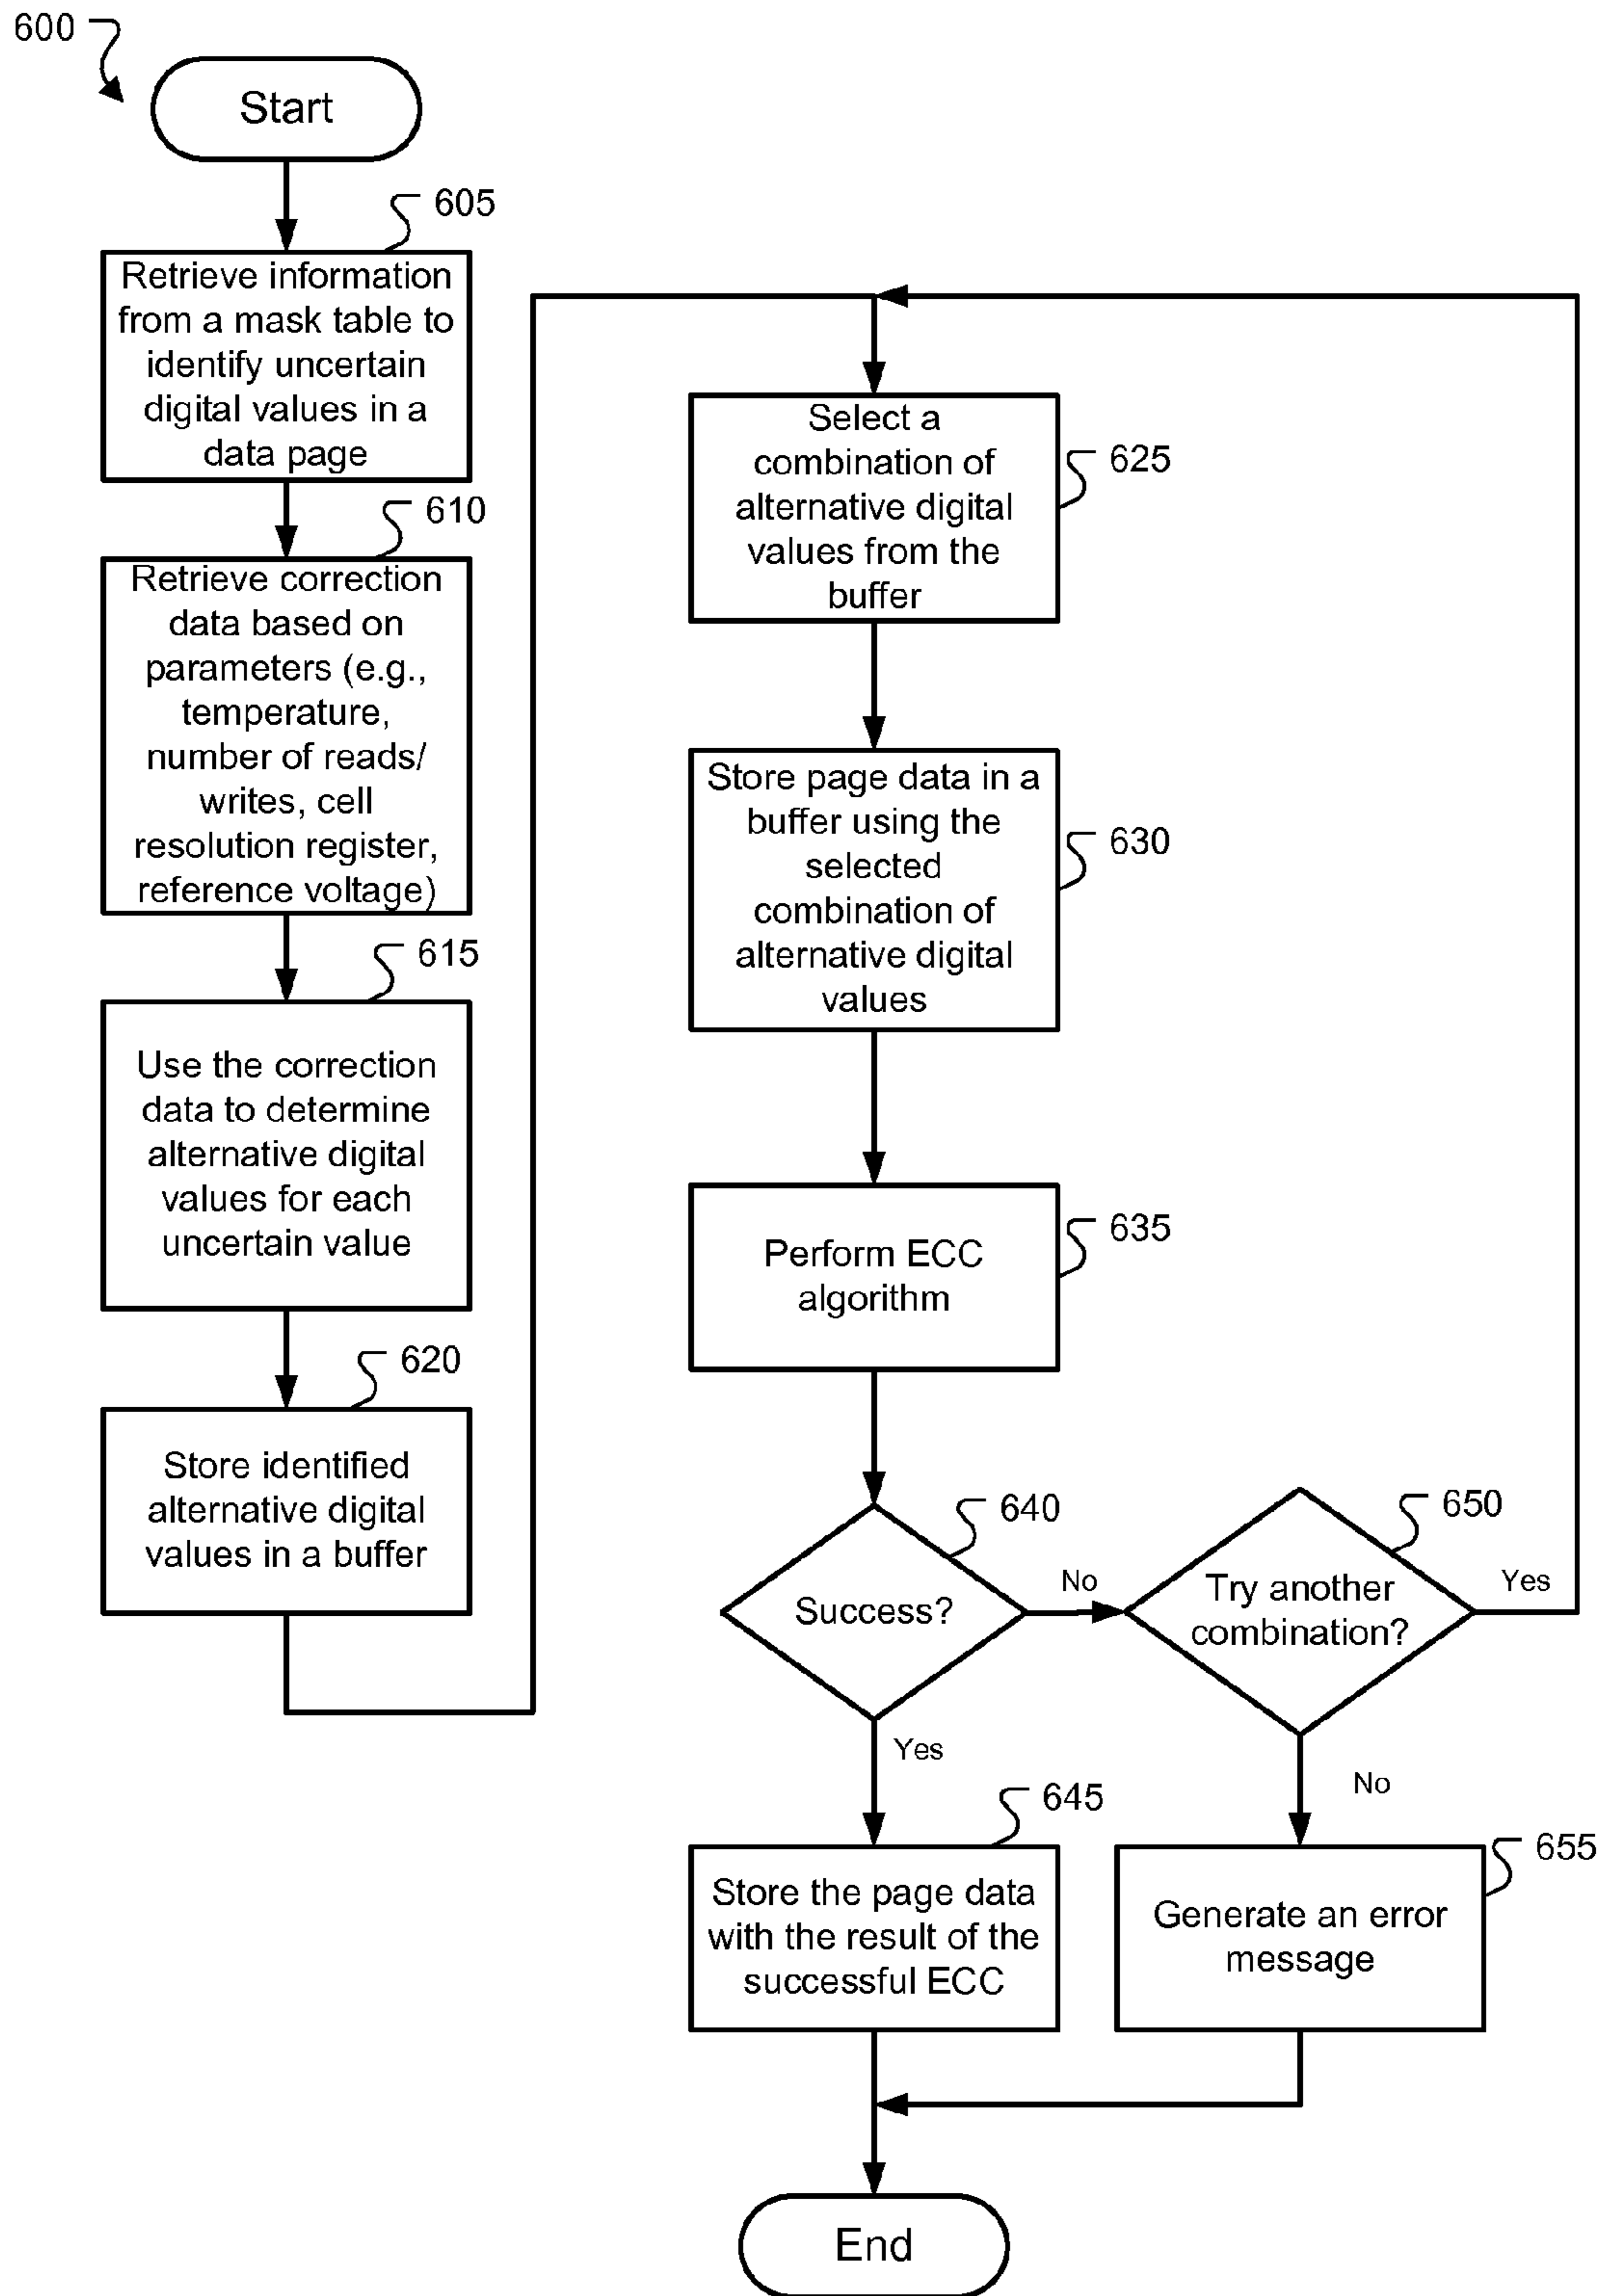 600
Start
605
Retrieve information
from a mask table to
identify uncertain
digital values in a
data page
610
Retrieve correction
data based on
parameters (e.g.,
temperature,
number of reads/
writes, cell
resolution register,
reference voltage)
615
Use the correction
data to determine
alternative digital
values for each
uncertain value
620
Store identified
alternative digital
values in a buffer
625
Select a
combination of
alternative digital
values from the
buffer
630
Store page data in a
buffer using the
selected
combination of
alternative digital
values
635
Perform ECC
algorithm
640
Success?
No
Yes
650
Try another
combination?
Yes
No
645
Store the page data
with the result of the
successful ECC
655
Generate an error
message
End